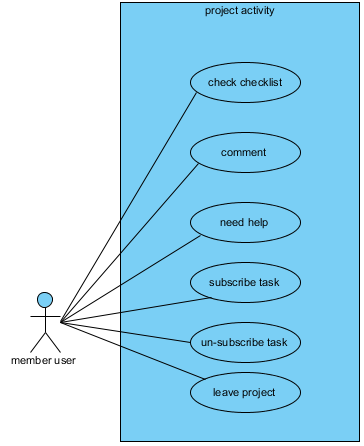 project activity
check checklist
comment
need help
subscribe task
member user
un-subscribe task
leave project